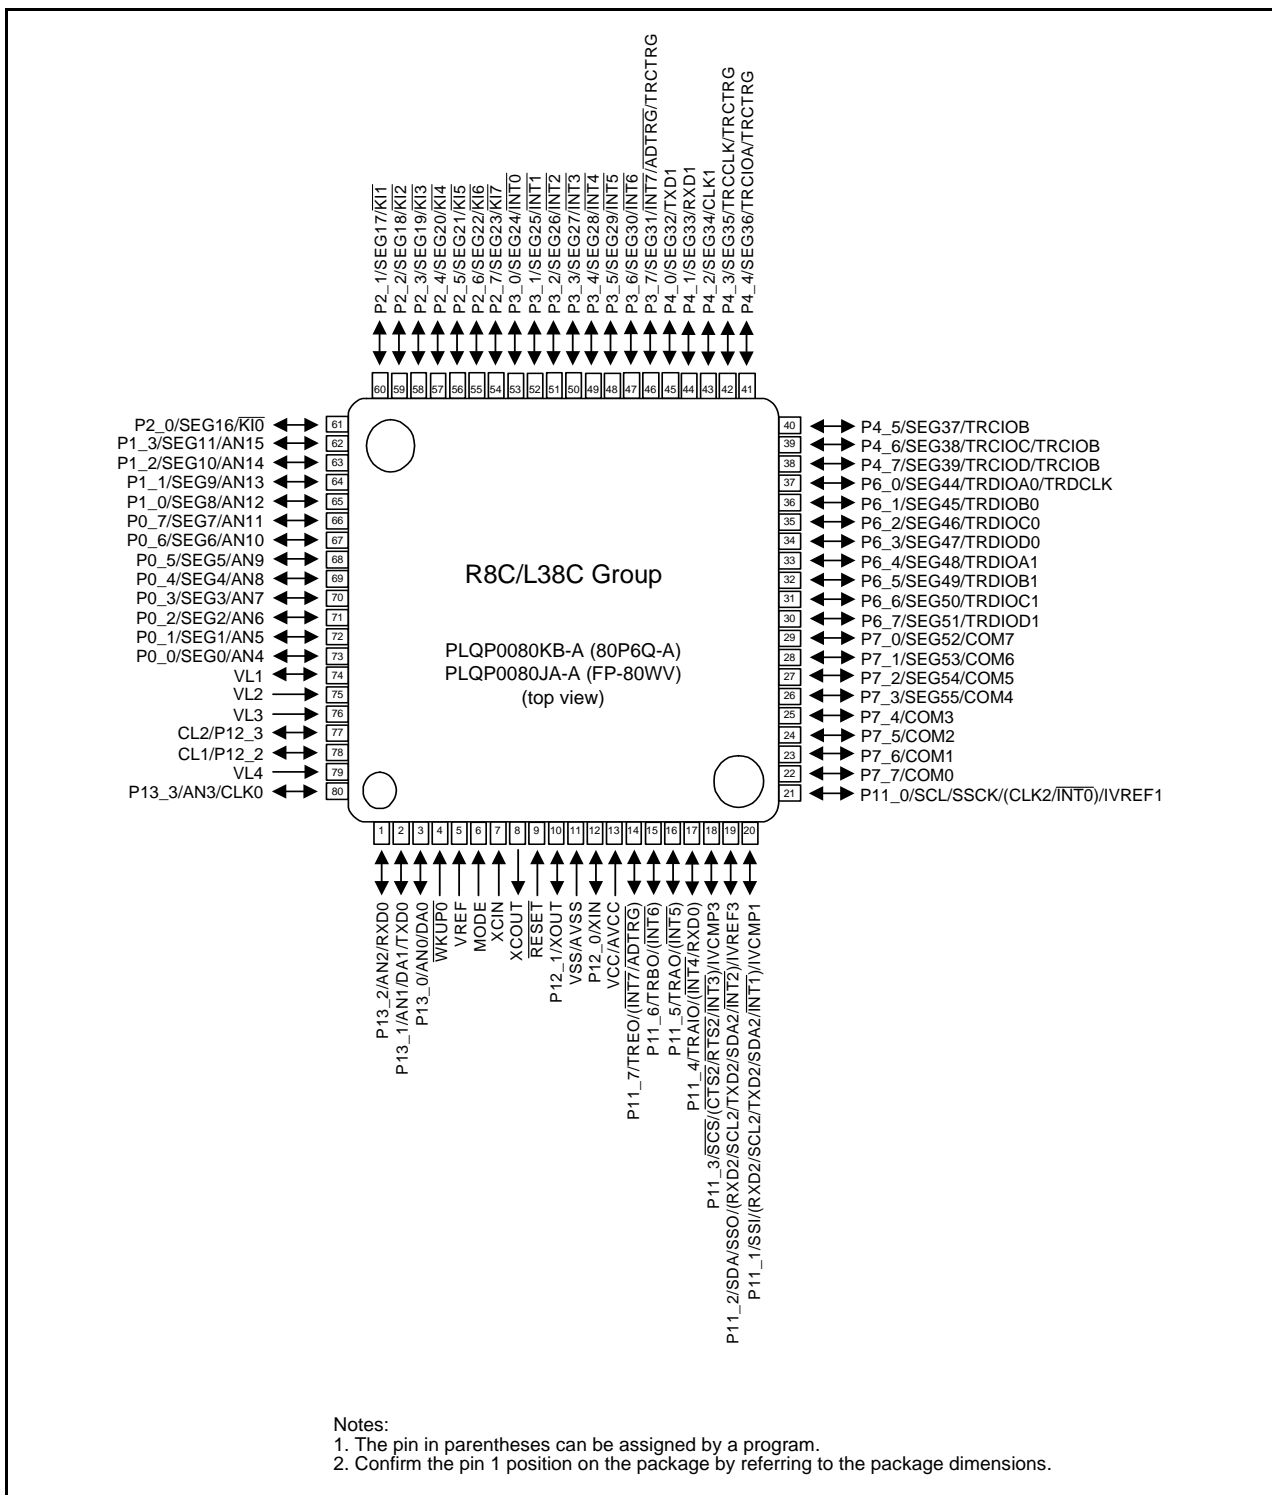 P2_1/SEG17/KI1
P2_2/SEG18/KI2
P2_3/SEG19/KI3
P2_4/SEG20/KI4
P2_5/SEG21/KI5
P2_6/SEG22/KI6
P2_7/SEG23/KI7
P3_0/SEG24/INT0
P3_1/SEG25/INT1
P3_2/SEG26/INT2
P3_3/SEG27/INT3
P3_4/SEG28/INT4
P3_5/SEG29/INT5
P3_6/SEG30/INT6
P3_7/SEG31/INT7/ADTRG/TRCTRG
P4_0/SEG32/TXD1
P4_1/SEG33/RXD1
P4_2/SEG34/CLK1
P4_3/SEG35/TRCCLK/TRCTRG
P4_4/SEG36/TRCIOA/TRCTRG
60 59 58 57 56 55 54 53 52 51 50 49 48 47 46 45 44 43 42 41
P2_0/SEG16/KI0 61
P1_3/SEG11/AN15 62
P1_2/SEG10/AN14 63
P1_1/SEG9/AN13 64
P1_0/SEG8/AN12 65
P0_7/SEG7/AN11 66
P0_6/SEG6/AN10 67
P0_5/SEG5/AN9 68
P0_4/SEG4/AN8 69
P0_3/SEG3/AN7 70
P0_2/SEG2/AN6 71
P0_1/SEG1/AN5 72
P0_0/SEG0/AN4 73
VL1 74
VL2 75
VL3 76
CL2/P12_3 77
CL1/P12_2 78
VL4 79
P13_3/AN3/CLK0 80
R8C/L38C Group
PLQP0080KB-A (80P6Q-A)
PLQP0080JA-A (FP-80WV)
(top view)
40 P4_5/SEG37/TRCIOB
39 P4_6/SEG38/TRCIOC/TRCIOB
38 P4_7/SEG39/TRCIOD/TRCIOB
37 P6_0/SEG44/TRDIOA0/TRDCLK
36 P6_1/SEG45/TRDIOB0
35 P6_2/SEG46/TRDIOC0
34 P6_3/SEG47/TRDIOD0
33 P6_4/SEG48/TRDIOA1
32 P6_5/SEG49/TRDIOB1
31 P6_6/SEG50/TRDIOC1
30 P6_7/SEG51/TRDIOD1
29 P7_0/SEG52/COM7
28 P7_1/SEG53/COM6
27 P7_2/SEG54/COM5
26 P7_3/SEG55/COM4
25 P7_4/COM3
24 P7_5/COM2
23 P7_6/COM1
22 P7_7/COM0
21 P11_0/SCL/SSCK/(CLK2/INT0)/IVREF1
1 2 3 4 5 6 7 8 9 10 11 12 13 14 15 16 17 18 19 20
P13_2/AN2/RXD0
P13_1/AN1/DA1/TXD0
P13_0/AN0/DA0
WKUP0
VREF
MODE
XCIN
XCOUT
RESET
P12_1/XOUT
VSS/AVSS
P12_0/XIN
VCC/AVCC
P11_7/TREO/(INT7/ADTRG)
P11_6/TRBO/(INT6)
P11_5/TRAO/(INT5)
P11_4/TRAIO/(INT4/RXD0)
P11_3/SCS/(CTS2/RTS2/INT3)/IVCMP3
P11_2/SDA/SSO/(RXD2/SCL2/TXD2/SDA2/INT2)/IVREF3
P11_1/SSI/(RXD2/SCL2/TXD2/SDA2/INT1)/IVCMP1
Notes:
1. The pin in parentheses can be assigned by a program.
2. Confirm the pin 1 position on the package by referring to the package dimensions.